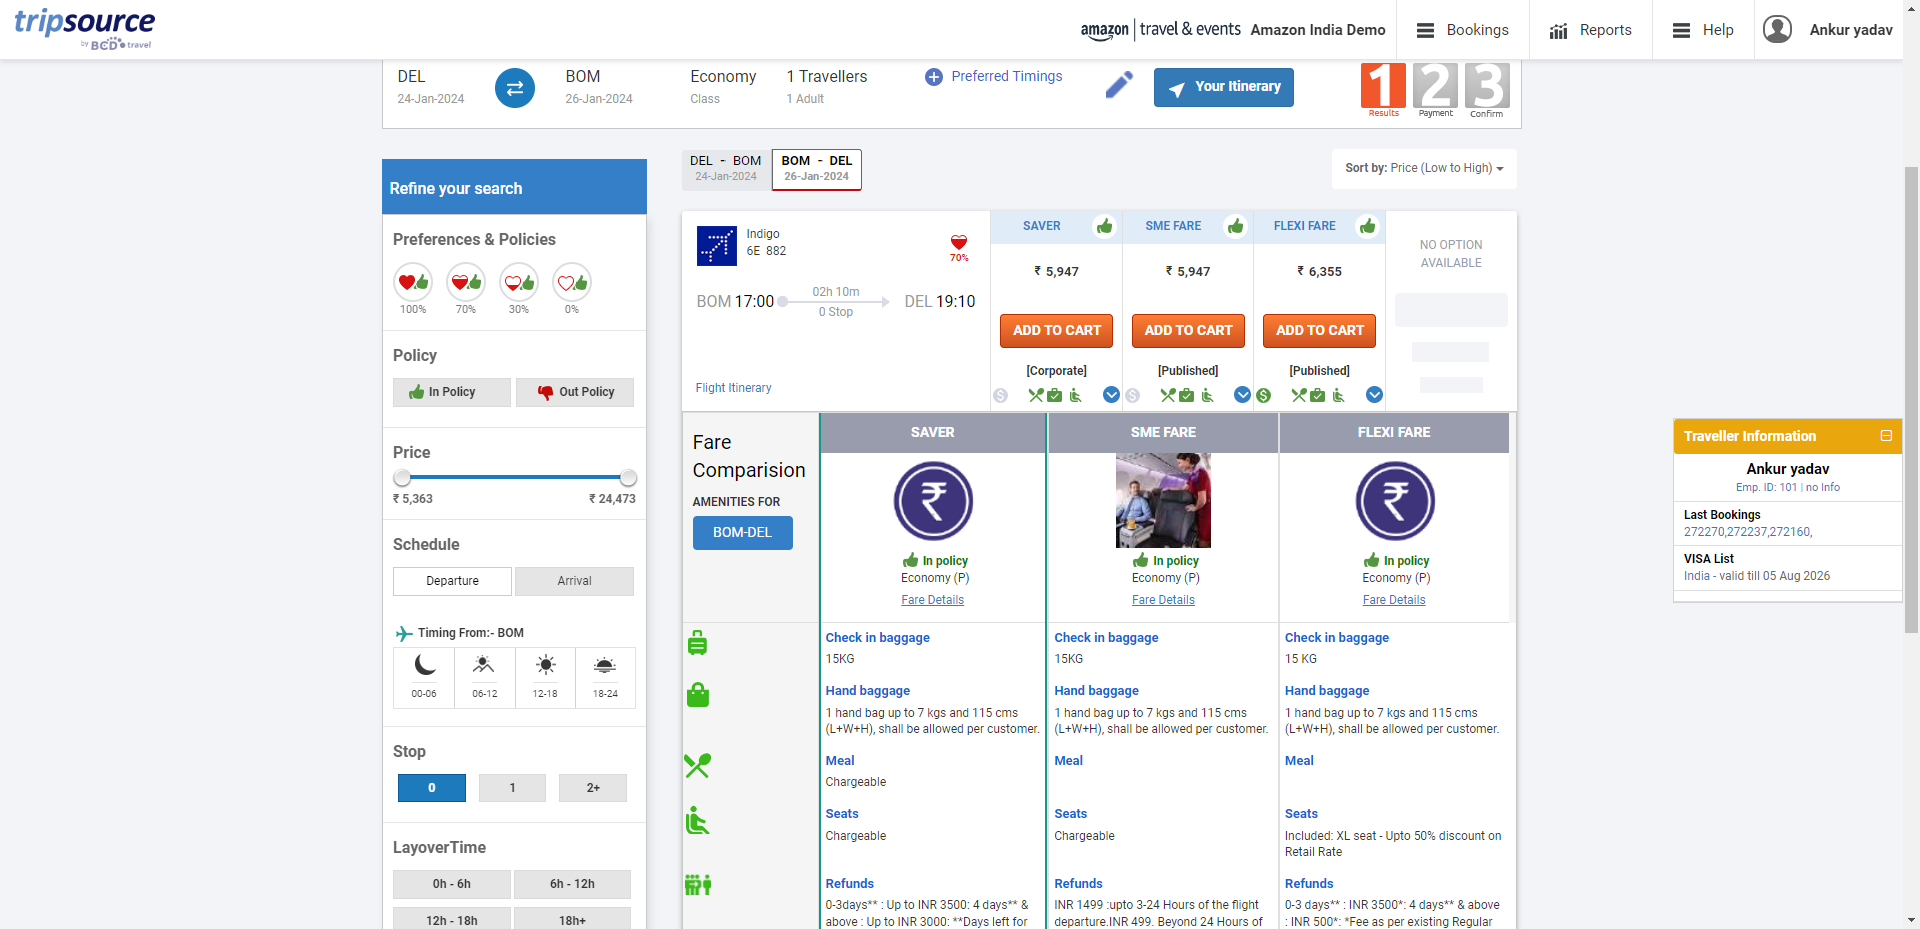 tripsource
by BCD travel
amazon | travel & events Amazon India Demo
Bookings
Reports
Help
Ankur yadav
DEL
24-Jan-2024
BOM
26-Jan-2024
Economy
Class
1 Travellers
1 Adult
Preferred Timings
Your Itinerary
1 2 3
Results Payment Confirm
DEL - BOM
24-Jan-2024
BOM - DEL
26-Jan-2024
Sort by: Price (Low to High)
Refine your search
Preferences & Policies
100% 70% 30% 0%
Policy
In Policy
Out Policy
Price
₹ 5,363 ₹ 24,473
Schedule
Departure
Arrival
Timing From:- BOM
00-06 06-12 12-18 18-24
Stop
0 1 2+
LayoverTime
0h - 6h 6h - 12h
12h - 18h 18h+
Indigo
6E 882
70%
BOM 17:00
02h 10m
0 Stop
DEL 19:10
Flight Itinerary
SAVER
₹ 5,947
ADD TO CART
[Corporate]
SME FARE
₹ 5,947
ADD TO CART
[Published]
FLEXI FARE
₹ 6,355
ADD TO CART
[Published]
NO OPTION
AVAILABLE
Fare
Comparision
AMENITIES FOR
BOM-DEL
SAVER
₹
In policy
Economy (P)
Fare Details
Check in baggage
15KG
Hand baggage
1 hand bag up to 7 kgs and 115 cms
(L+W+H), shall be allowed per customer.
Meal
Chargeable
Seats
Chargeable
Refunds
0-3days** : Up to INR 3500: 4 days** &
above : Up to INR 3000: **Days left for
SME FARE
In policy
Economy (P)
Fare Details
Check in baggage
15KG
Hand baggage
1 hand bag up to 7 kgs and 115 cms
(L+W+H), shall be allowed per customer.
Meal
Seats
Chargeable
Refunds
INR 1499 :upto 3-24 Hours of the flight
departure.INR 499. Beyond 24 Hours of
FLEXI FARE
₹
In policy
Economy (P)
Fare Details
Check in baggage
15 KG
Hand baggage
1 hand bag up to 7 kgs and 115 cms
(L+W+H), shall be allowed per customer.
Meal
Seats
Included: XL seat - Upto 50% discount on
Retail Rate
Refunds
0-3 days** : INR 3500*: 4 days** & above
: INR 500*: *Fee as per existing Regular
Traveller Information
Ankur yadav
Emp. ID: 101 | no Info
Last Bookings
272270,272237,272160,
VISA List
India - valid till 05 Aug 2026